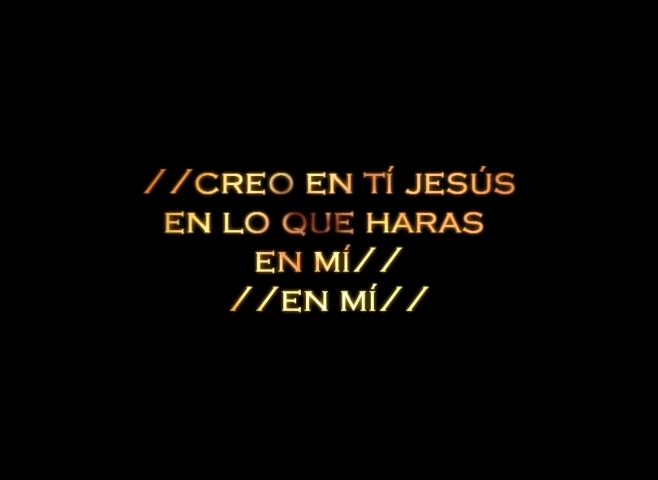 //CREO EN TÍ JESÚS
EN LO QUE HARAS
EN MÍ//
//EN MÍ//